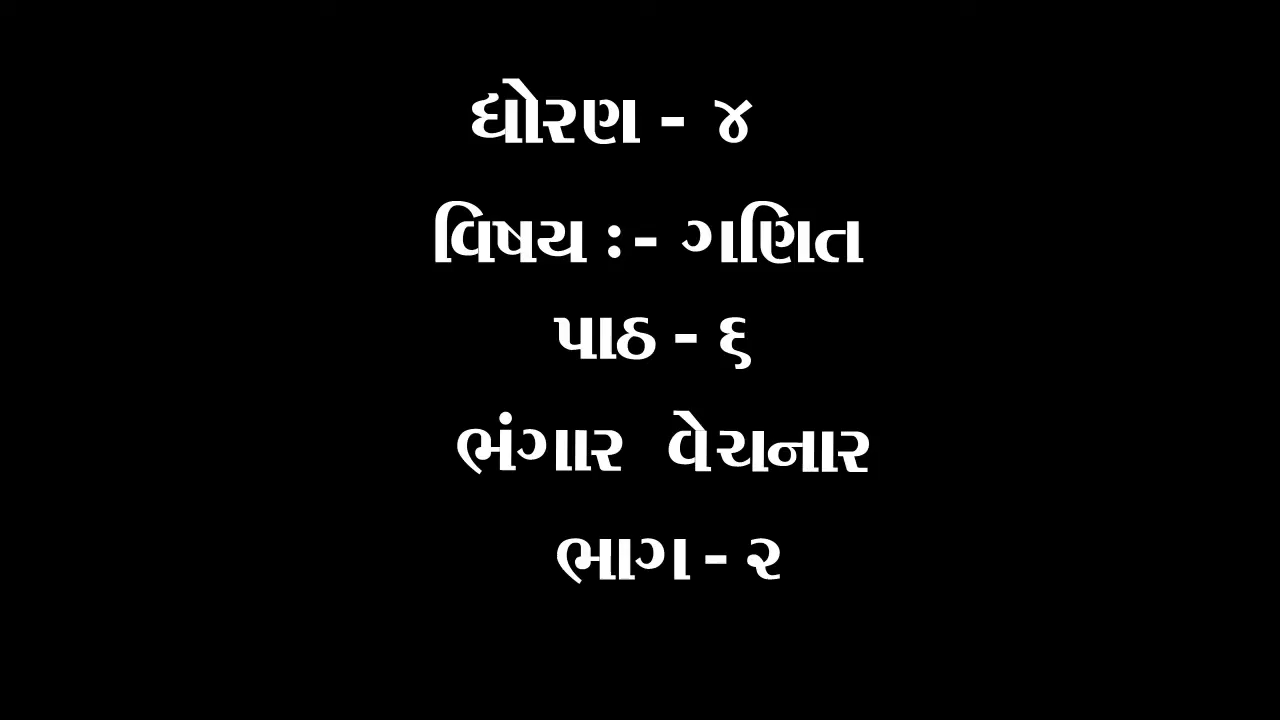 ધોરણ - ૪
વિષય :- ગણિત
પાઠ - ૬
ભંગાર વેચનાર
ભાગ - ૨